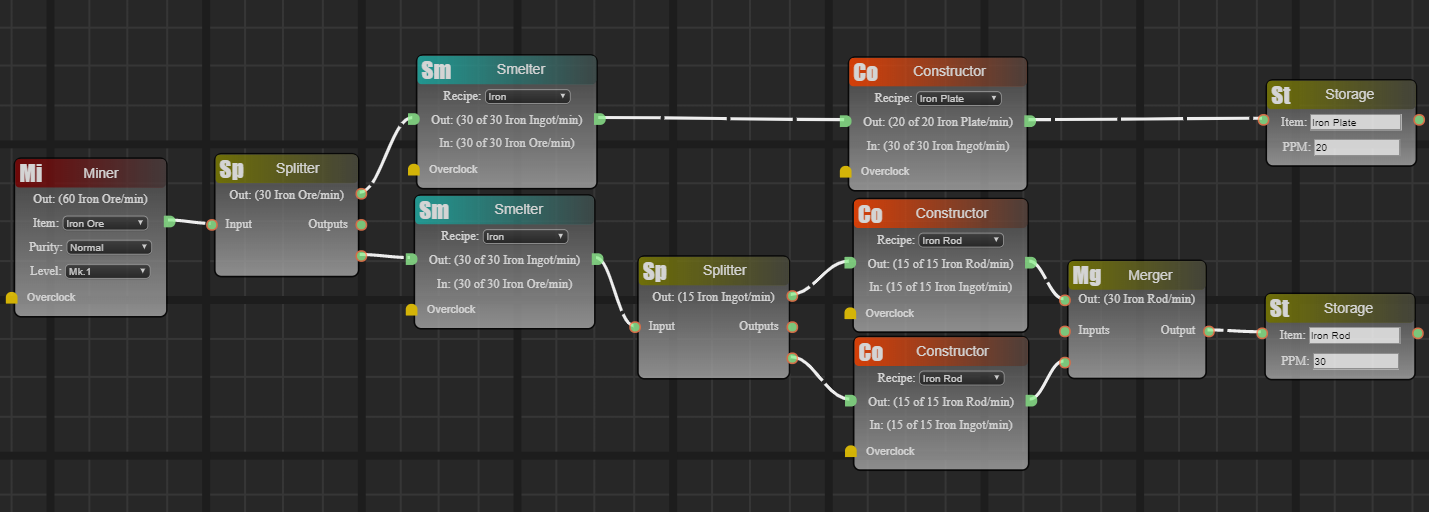 Mi Miner
Out: (60 Iron Ore/min)
Item: Iron Ore
Purity: Normal
Level: Mk.1
Overclock
Sp Splitter
Out: (30 Iron Ore/min)
Input Outputs
Sm Smelter
Recipe: Iron
Out: (30 of 30 Iron Ingot/min)
In: (30 of 30 Iron Ore/min)
Overclock
Sm Smelter
Recipe: Iron
Out: (30 of 30 Iron Ingot/min)
In: (30 of 30 Iron Ore/min)
Overclock
Sp Splitter
Out: (15 Iron Ingot/min)
Input Outputs
Co Constructor
Recipe: Iron Plate
Out: (20 of 20 Iron Plate/min)
In: (30 of 30 Iron Ingot/min)
Overclock
Co Constructor
Recipe: Iron Rod
Out: (15 of 15 Iron Rod/min)
In: (15 of 15 Iron Ingot/min)
Overclock
Co Constructor
Recipe: Iron Rod
Out: (15 of 15 Iron Rod/min)
In: (15 of 15 Iron Ingot/min)
Overclock
Mg Merger
Out: (30 Iron Rod/min)
Inputs Output
St Storage
Item: Iron Plate
PPM: 20
St Storage
Item: Iron Rod
PPM: 30